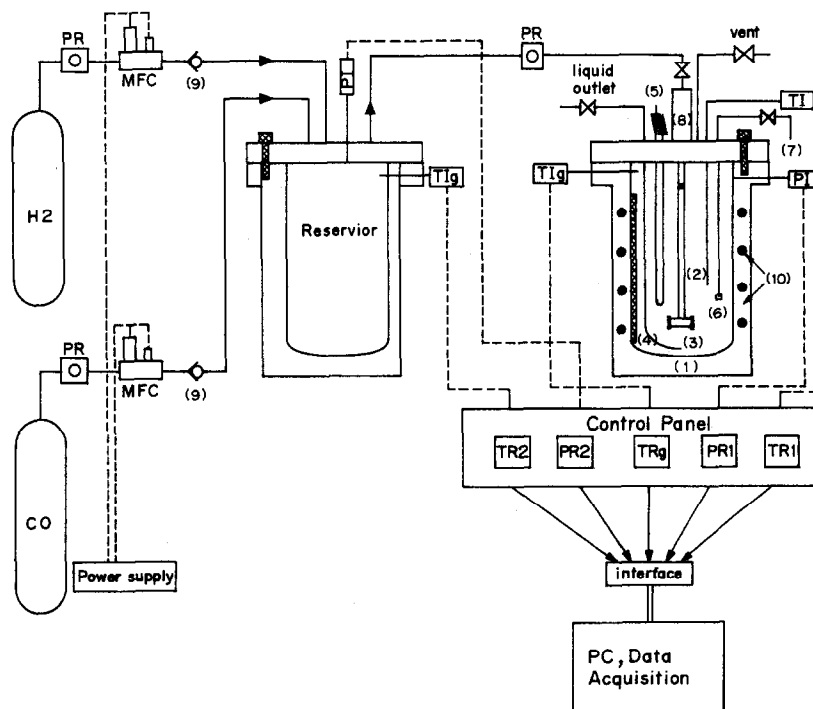 PR
MFC
(9)
H2
PR
MFC
(9)
CO
Power supply
PI
Reservior
TIg
PR
vent
liquid
outlet
(5)
(8)
TI
(7)
TIg
PI
(2)
(10)
(6)
(4)
(3)
(1)
Control Panel
TR2
PR2
TRg
PR1
TR1
interface
PC, Data
Acquisition